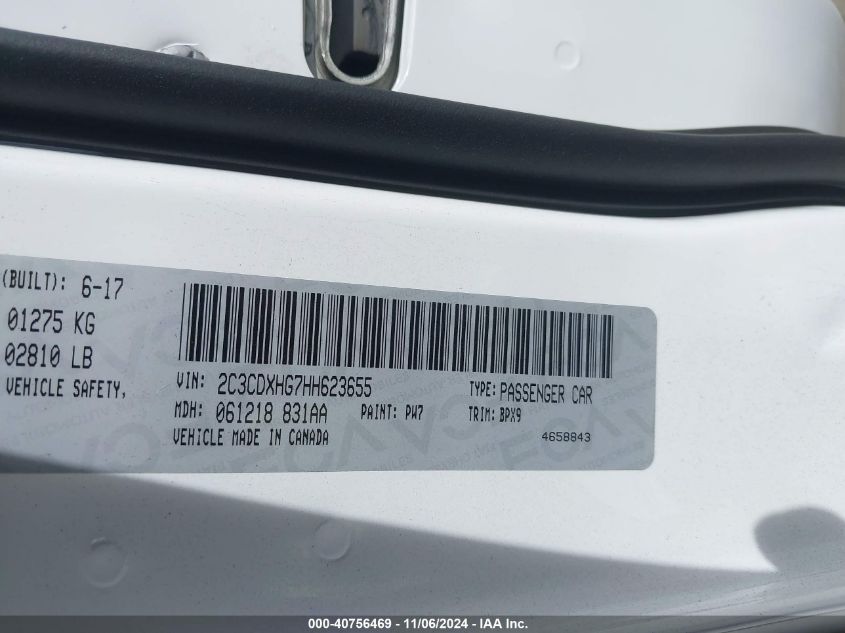 (BUILT): 6-17
01275 KG
02810 LB
VEHICLE SAFETY,
VIN: 2C3CDXHG7HH623655
TYPE: PASSENGER CAR
MDH: 061218 831AA
PAINT: PW7
TRIM: BPX9
VEHICLE MADE IN CANADA
4658843
000-40756469 - 11/06/2024 - IAA Inc.